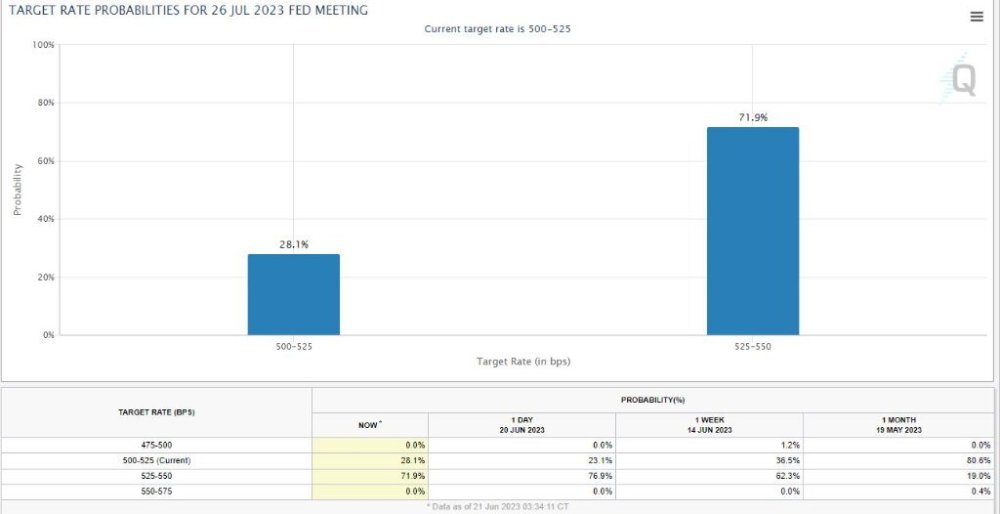 TARGET RATE PROBABILITIES FOR 26 JUL 2023 FED MEETING
Current target rate is 500-525
100%
80%
60%
40%
20%
0%
Probability
Q
28.1%
71.9%
500-525
525-550
Target Rate (in bps)
TARGET RATE (BPS)
PROBABILITY(%)
NOW *
1 DAY
20 JUN 2023
1 WEEK
14 JUN 2023
1 MONTH
19 MAY 2023
475-500 0.0% 0.0% 1.2% 0.0%
500-525 (Current) 28.1% 23.1% 36.5% 80.6%
525-550 71.9% 76.9% 62.3% 19.0%
550-575 0.0% 0.0% 0.0% 0.4%
* Data as of 21 Jun 2023 03:34:11 CT